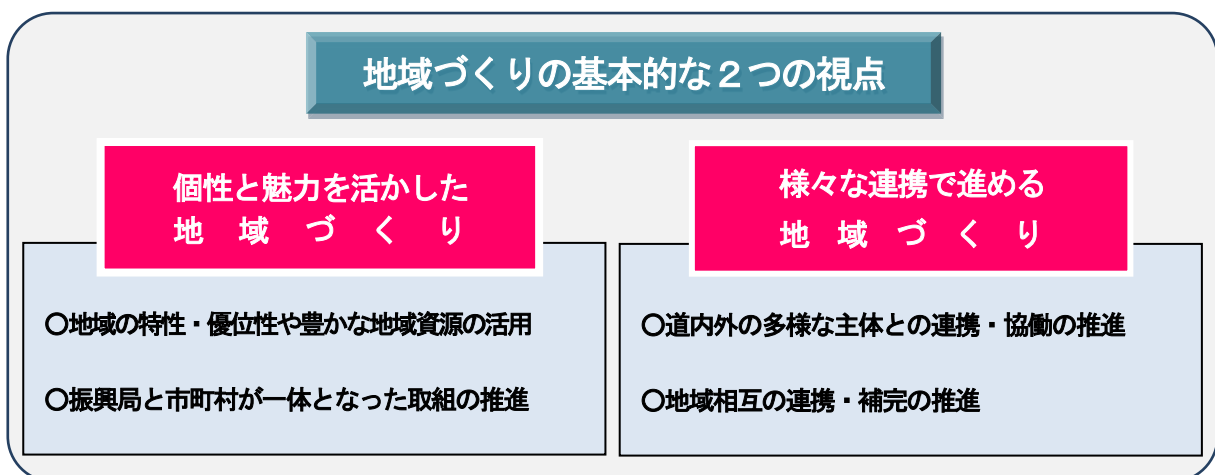 地域づくりの基本的な２つの視点
個性と魅力を活かした
地域づくり
〇地域の特性・優位性や豊かな地域資源の活用
〇振興局と市町村が一体となった取組の推進
様々な連携で進める
地域づくり
〇道内外の多様な主体との連携・協働の推進
〇地域相互の連携・補完の推進